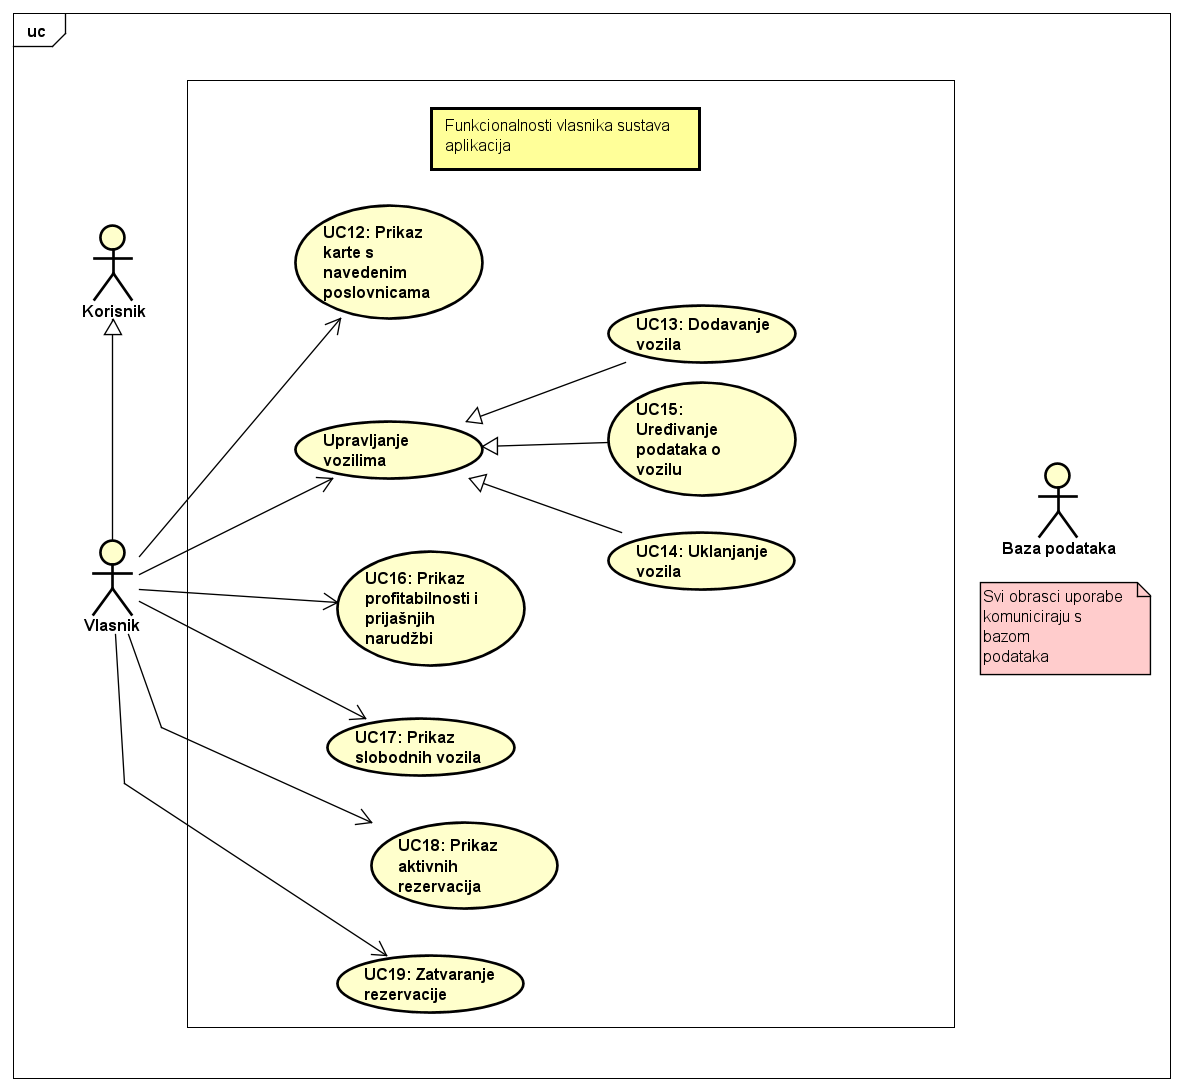 uc
Funkcionalnosti vlasnika sustava
aplikacija
UC12: Prikaz
karte s
navedenim
poslovnicama
Korisnik
UC13: Dodavanje
vozila
UC15:
Uređivanje
podataka o
vozilu
Upravljanje
vozilima
UC14: Uklanjanje
vozila
Baza podataka
Svi obrasci uporabe
komuniciraju s
bazom
podataka
Vlasnik
UC16: Prikaz
profitabilnosti i
prijašnjih
narudžbi
UC17: Prikaz
slobodnih vozila
UC18: Prikaz
aktivnih
rezervacija
UC19: Zatvaranje
rezervacije